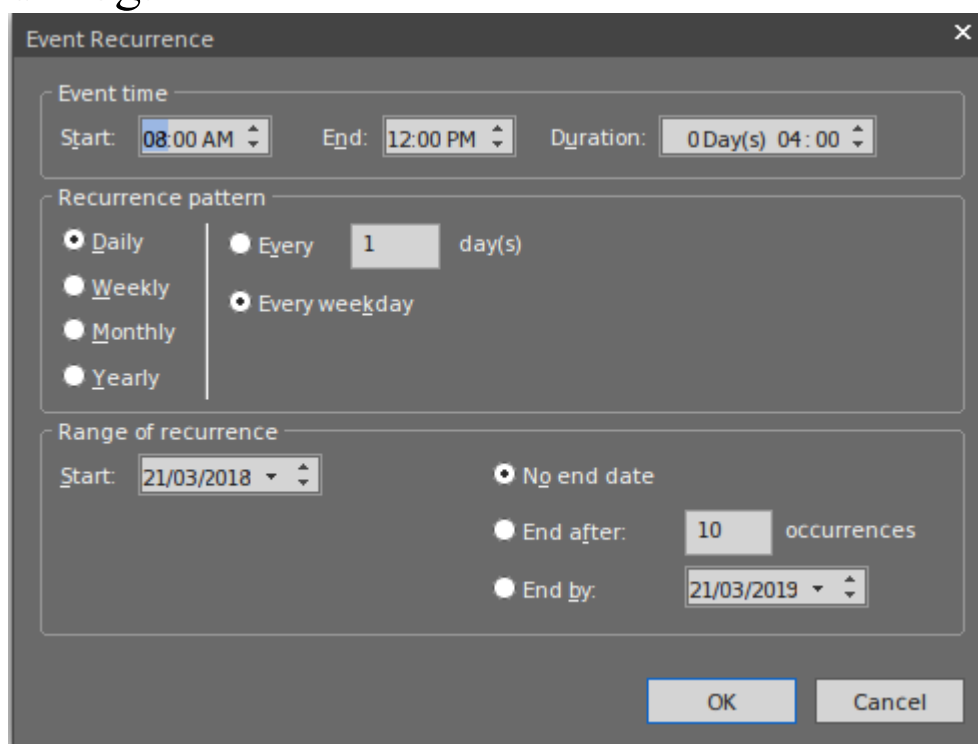 Event Recurrence
Event time
Start: 08:00 AM End: 12:00 PM Duration: 0 Day(s) 04:00
Recurrence pattern
Daily Every 1 day(s)
Weekly
Every weekday
Monthly
Yearly
Range of recurrence
Start: 21/03/2018 No end date
End after: 10 occurrences
End by: 21/03/2019
OK Cancel